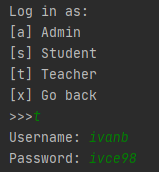 Log in as:
[a] Admin
[s] Student
[t] Teacher
[x] Go back
>>>t
Username: ivanb
Password: ivce98